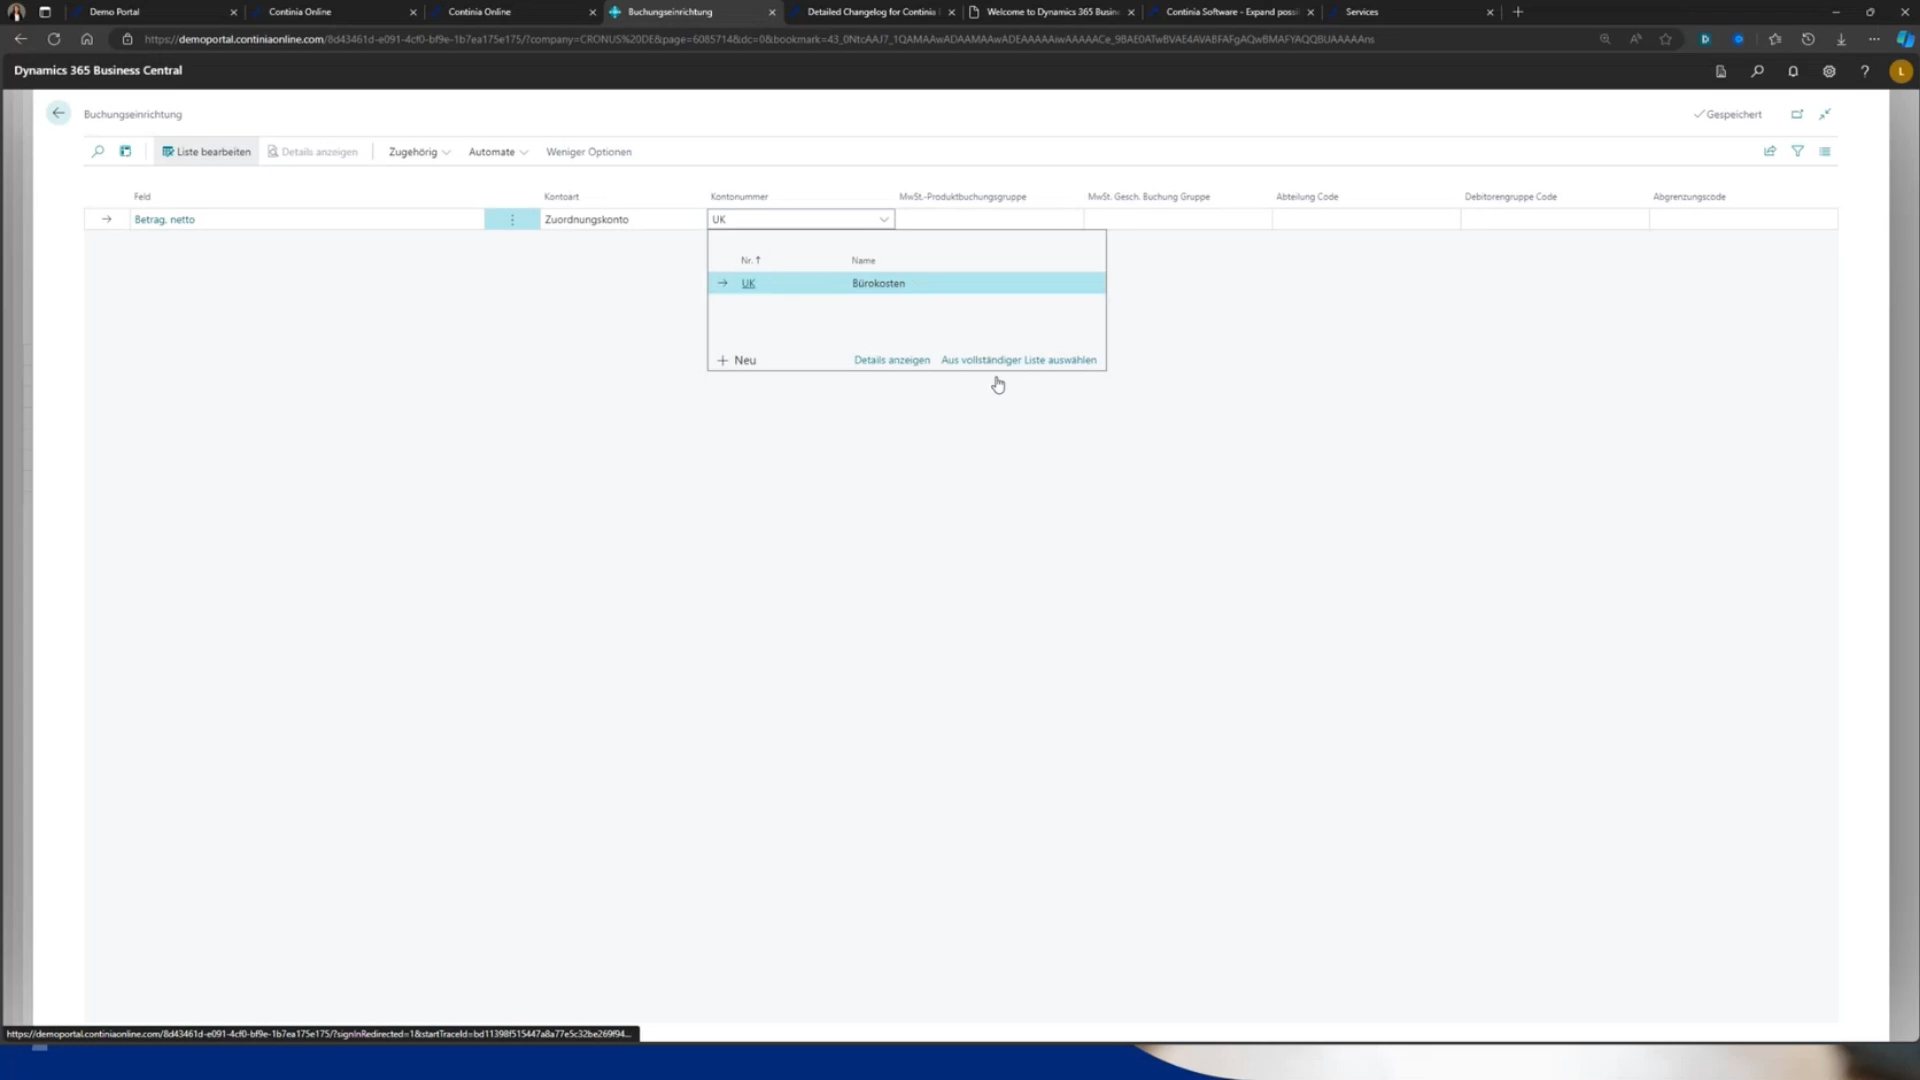 Demo Portal
Continia Online
Continia Online
Buchungseinrichtung
Detailed Changelog for Continia
Welcome to Dynamics 365 Busin
Continia Software - Expand possi
Services
Dynamics 365 Business Central
L
Buchungseinrichtung
Gespeichert
Liste bearbeiten
Details anzeigen
Zugehörig
Automate
Weniger Optionen
Feld
Kontoart
Kontonummer
MwSt.-Produktbuchungsgruppe
MwSt. Gesch. Buchung Gruppe
Abteilung Code
Debitorengruppe Code
Abgrenzungscode
Betrag, netto
Zuordnungskonto
UK
Nr. ↑
Name
UK
Bürokosten
+ Neu
Details anzeigen
Aus vollständiger Liste auswählen